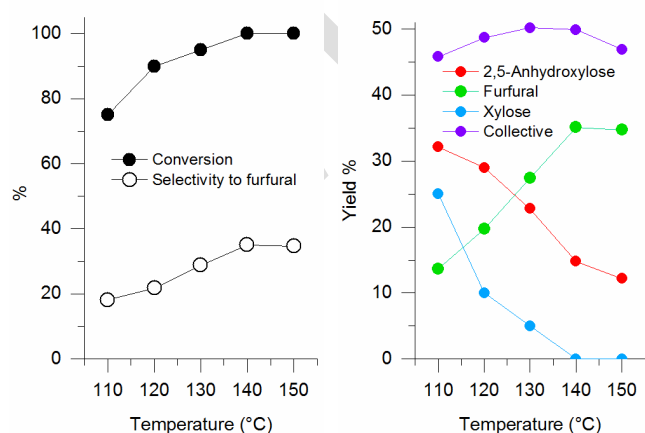 100
80
60
40
20
0
%
Conversion
Selectivity to furfural
110 120 130 140 150
Temperature (°C)
50
40
30
20
10
0
Yield %
2,5-Anhydroxylose
Furfural
Xylose
Collective
110 120 130 140 150
Temperature (°C)